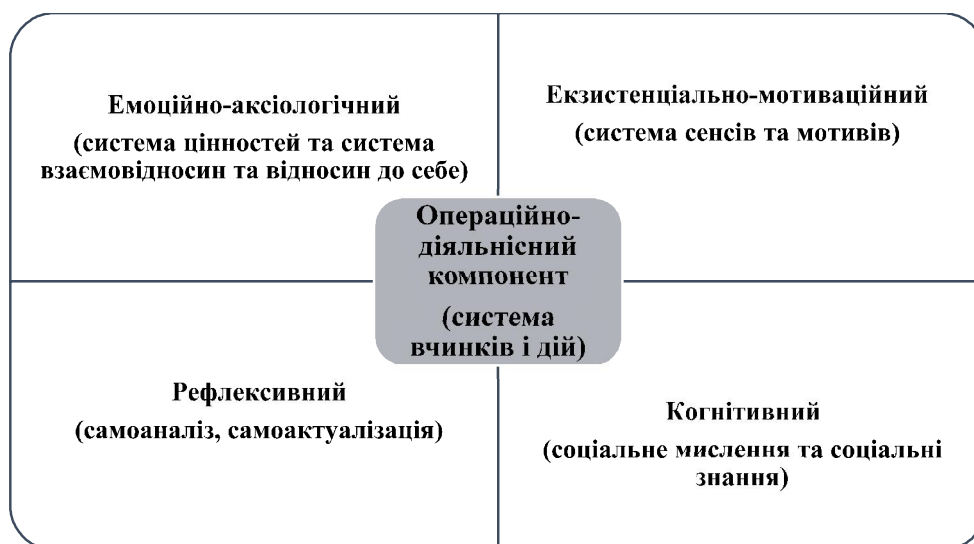 Емоційно-аксіологічний
(система цінностей та система
взаємовідносин та відносин до себе)
Екзистенціально-мотиваційний
(система сенсів та мотивів)
Операційно-
діяльнісний
компонент
(система
вчинків і дій)
Рефлексивний
(самоаналіз, самоактуалізація)
Когнітивний
(соціальне мислення та соціальні
знання)